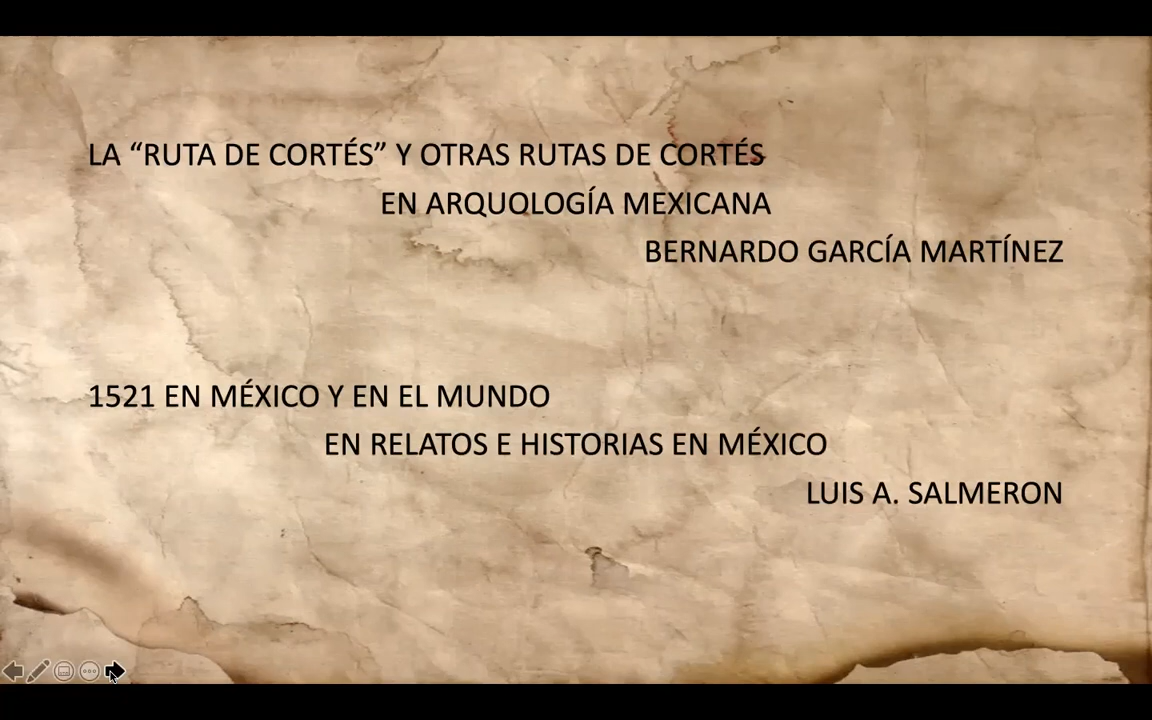 LA “RUTA DE CORTÉS” Y OTRAS RUTAS DE CORTÉS
EN ARQUOLOGÍA MEXICANA
BERNARDO GARCÍA MARTÍNEZ
1521 EN MÉXICO Y EN EL MUNDO
EN RELATOS E HISTORIAS EN MÉXICO
LUIS A. SALMERON